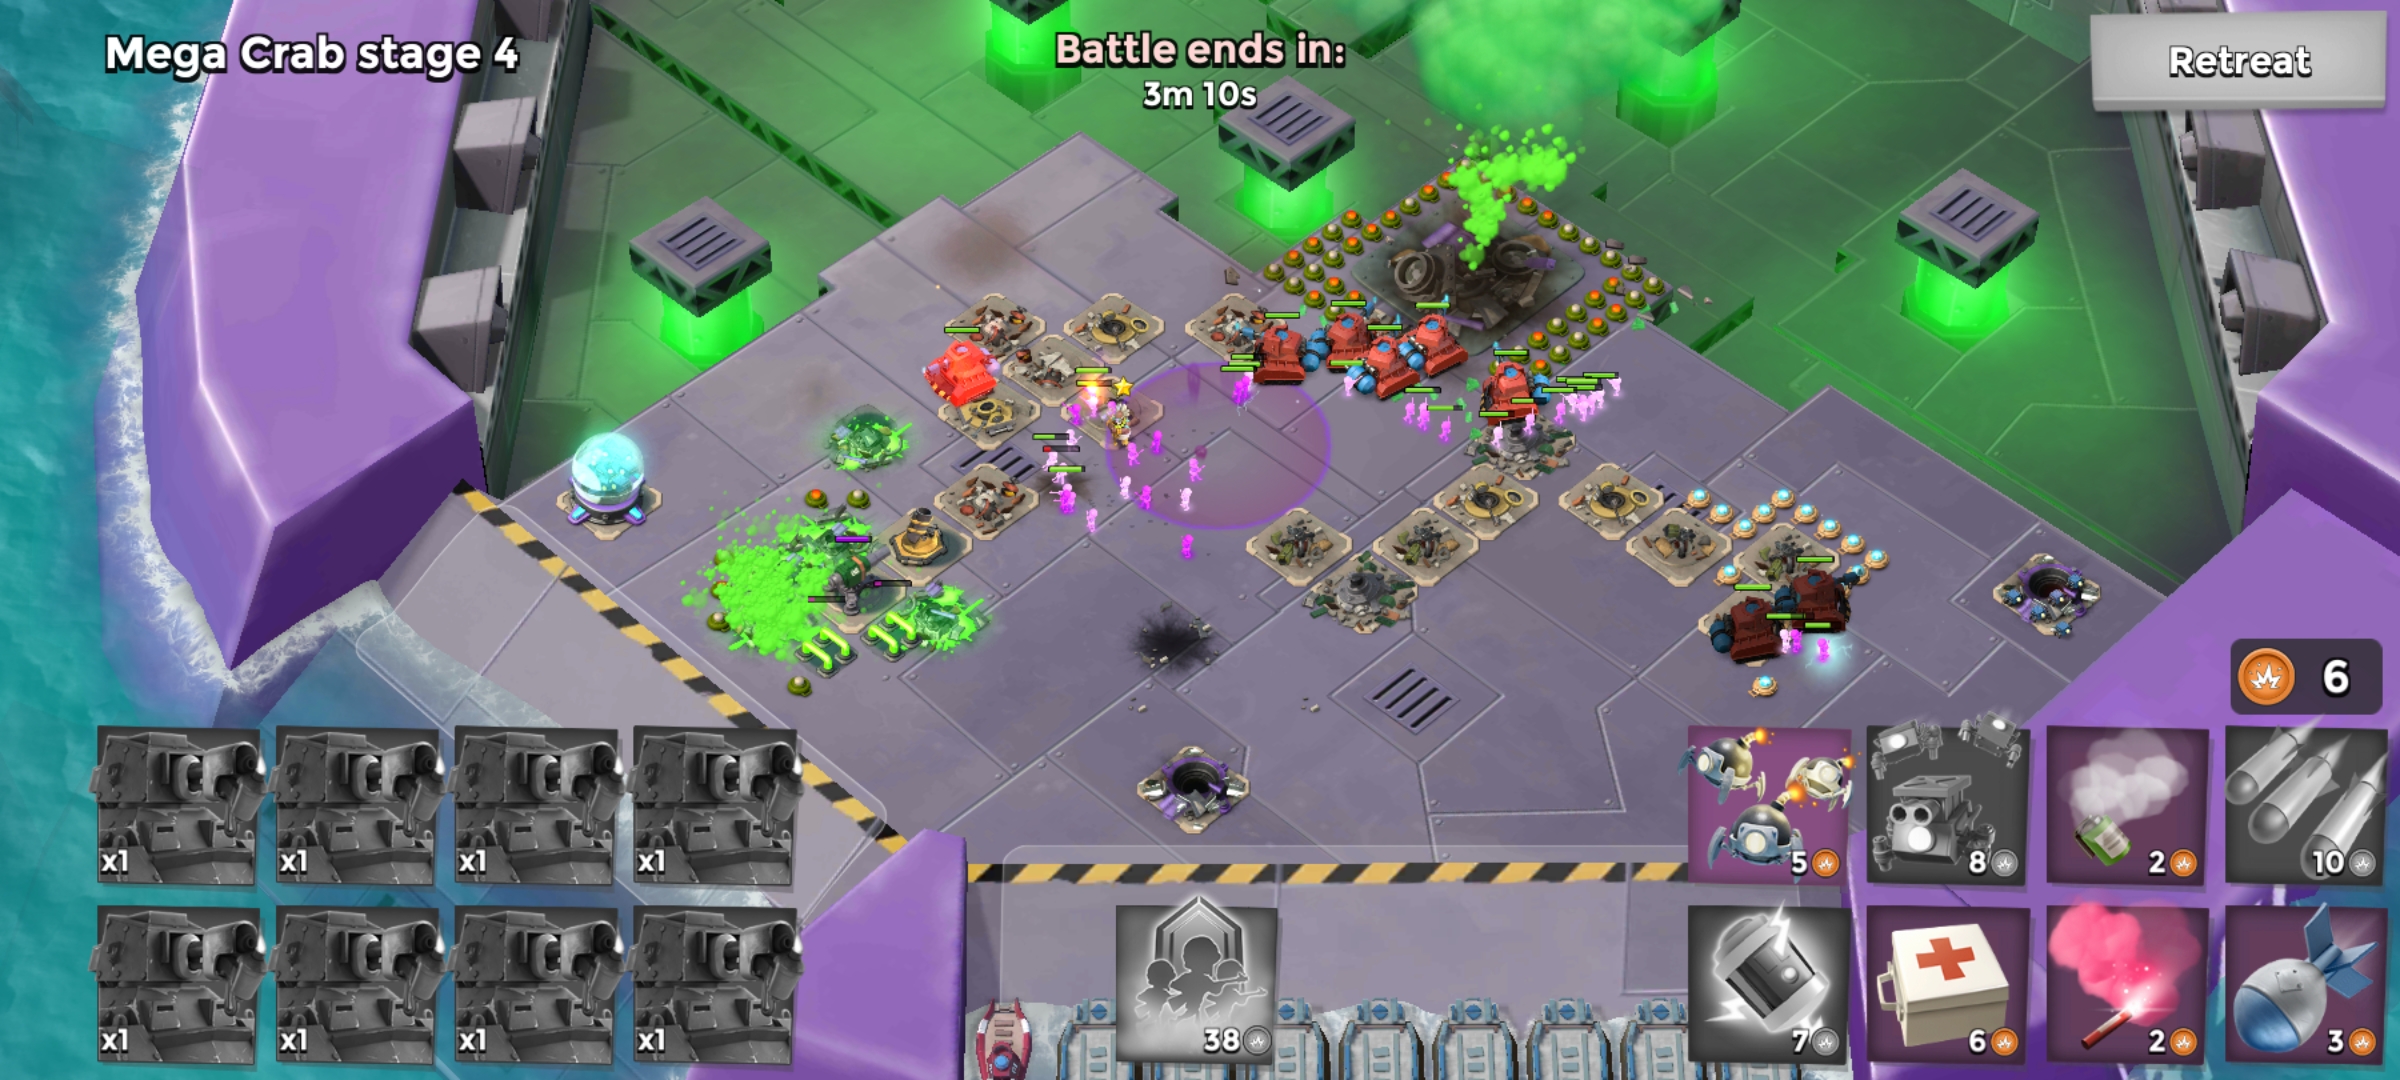 Mega Crab stage 4
Battle ends in:
3m 10s
Retreat
6
x1
x1
x1
x1
5
8
2
10
x1
x1
x1
x1
38
7
6
2
3